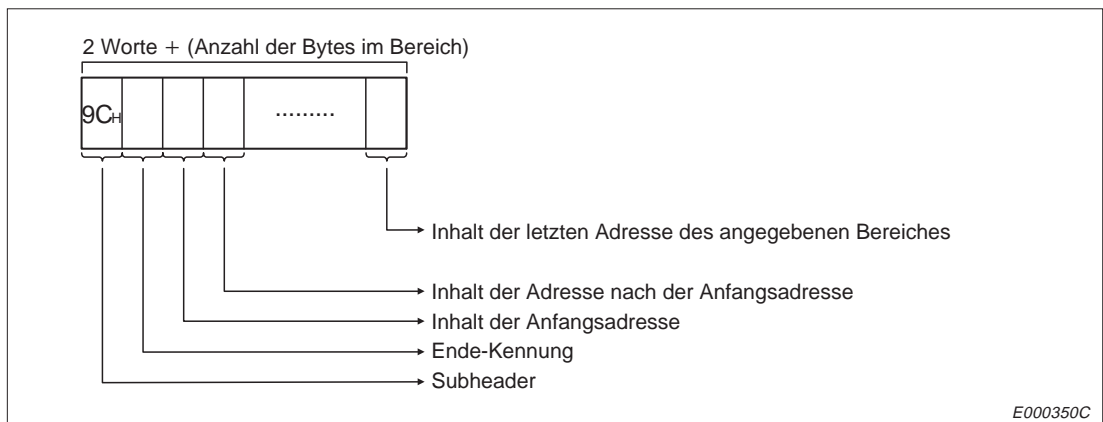 2 Worte + (Anzahl der Bytes im Bereich)
9CH ·········
Inhalt der letzten Adresse des angegebenen Bereiches
Inhalt der Adresse nach der Anfangsadresse
Inhalt der Anfangsadresse
Ende-Kennung
Subheader
E000350C